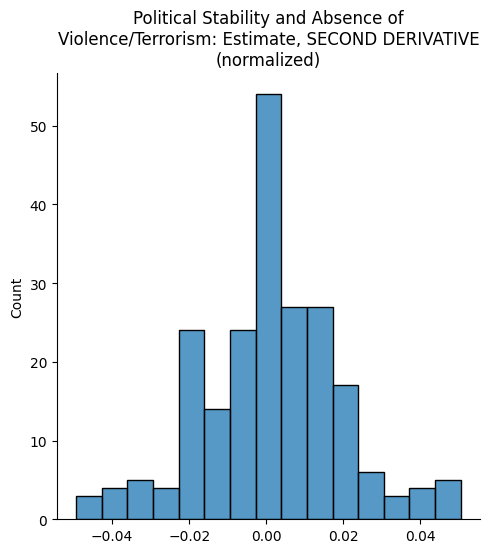 Political Stability and Absence of
Violence/Terrorism: Estimate, SECOND DERIVATIVE
(normalized)
Count
50
40
30
20
10
0
−0.04
−0.02
0.00
0.02
0.04